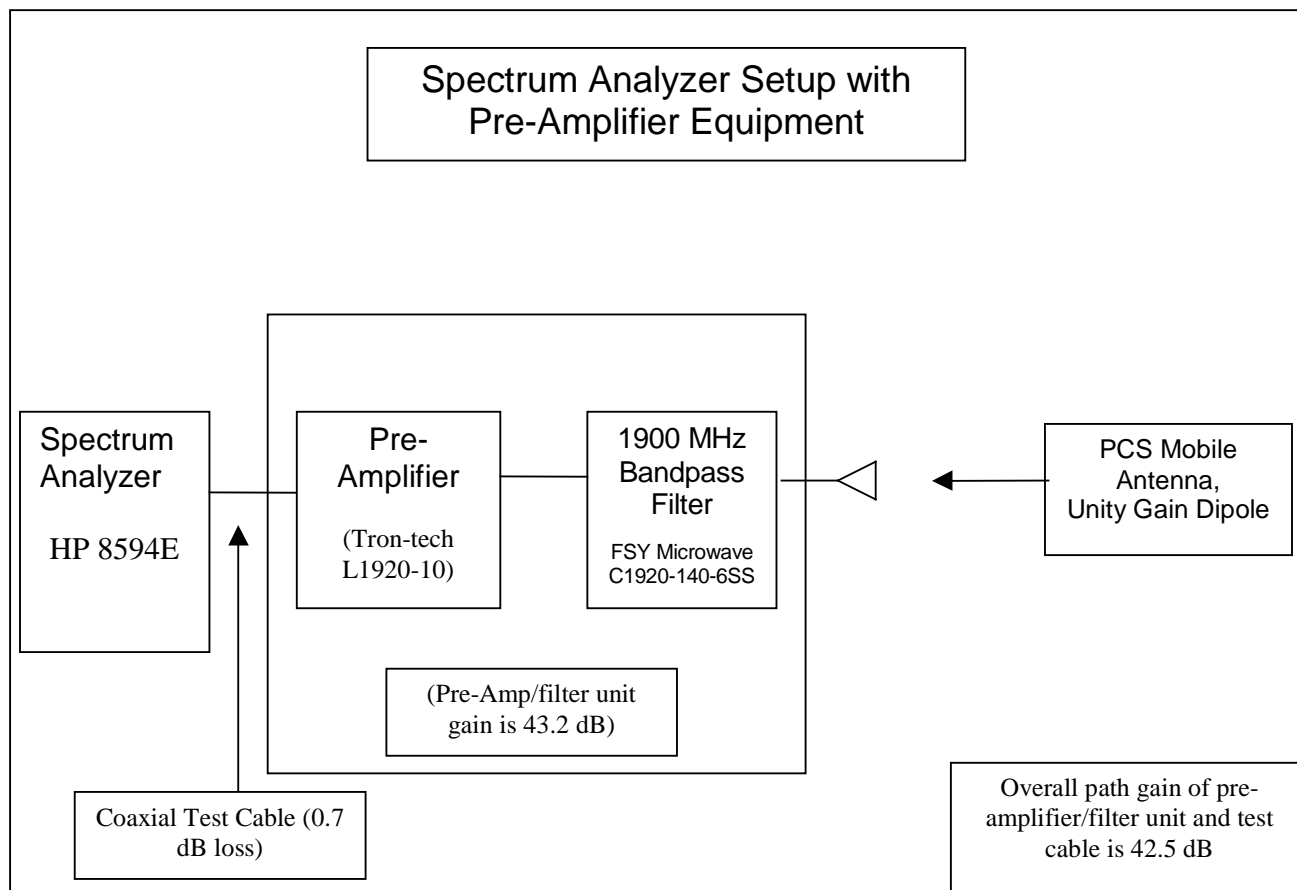 Spectrum Analyzer Setup with
Pre-Amplifier Equipment
Spectrum
Analyzer
HP 8594E
Pre-
Amplifier
(Tron-tech
L1920-10)
1900 MHz
Bandpass
Filter
FSY Microwave
C1920-140-6SS
PCS Mobile
Antenna,
Unity Gain Dipole
(Pre-Amp/filter unit
gain is 43.2 dB)
Coaxial Test Cable (0.7
dB loss)
Overall path gain of pre-
amplifier/filter unit and test
cable is 42.5 dB